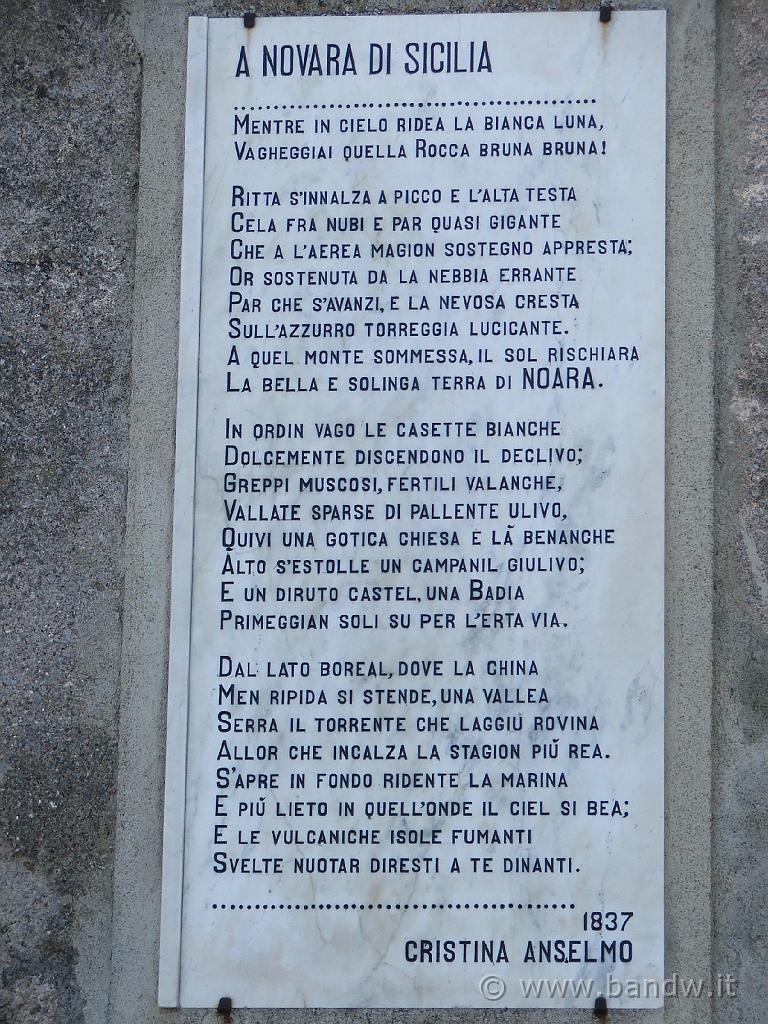 A NOVARA DI SICILIA
................................................
MENTRE IN CIELO RIDEA LA BIANCA LUNA,
VAGHEGGIAI QUELLA ROCCA BRUNA BRUNA!
RITTA S'INNALZA A PICCO E L'ALTA TESTA
CELA FRA NUBI E PAR QUASI GIGANTE
CHE A L'AEREA MAGION SOSTEGNO APPRESTA;
OR SOSTENUTA DA LA NEBBIA ERRANTE
PAR CHE S'AVANZI, E LA NEVOSA CRESTA
SULL'AZZURRO TORREGGIA LUCICANTE.
A QUEL MONTE SOMMESSA, IL SOL RISCHIARA
LA BELLA E SOLINGA TERRA DI NOARA.
IN ORDIN VAGO LE CASETTE BIANCHE
DOLCEMENTE DISCENDONO IL DECLIVO;
GREPPI MUSCOSI, FERTILI VALANCHE,
VALLATE SPARSE DI PALLENTE ULIVO,
QUIVI UNA GOTICA CHIESA E LÀ BENANCHE
ALTO S'ESTOLLE UN CAMPANIL GIULIVO;
E UN DIRUTO CASTEL, UNA BADIA
PRIMEGGIAN SOLI SU PER L'ERTA VIA.
DAL LATO BOREAL, DOVE LA CHINA
MEN RIPIDA SI STENDE, UNA VALLEA
SERRA IL TORRENTE CHE LAGGIÙ ROVINA
ALLOR CHE INCALZA LA STAGION PIÙ REA.
S'APRE IN FONDO RIDENTE LA MARINA
E PIÙ LIETO IN QUELL'ONDE IL CIEL SI BEA;
E LE VULCANICHE ISOLE FUMANTI
SVELTE NUOTAR DIRESTI A TE DINANTI.
................................................
1837
CRISTINA ANSELMO
© www.bandw.it